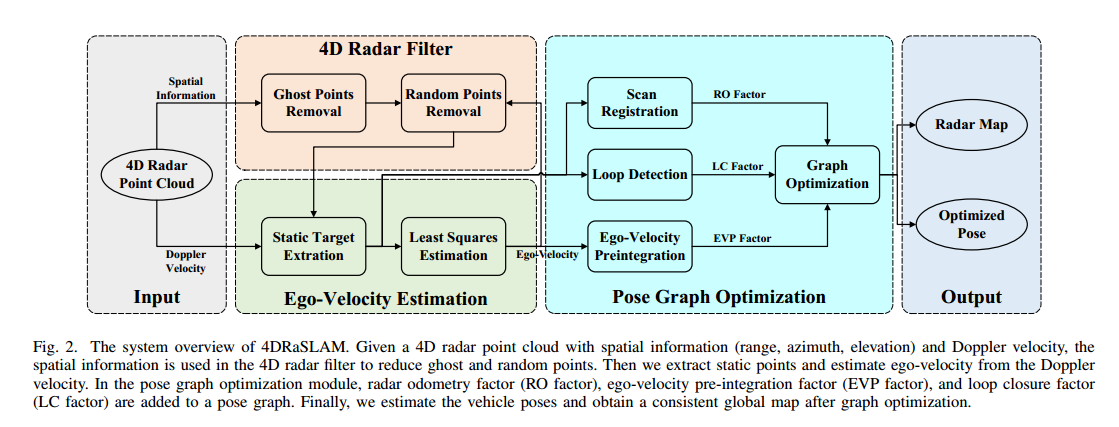 4D Radar Filter
Spatial
Information
Ghost Points
Removal
Random Points
Removal
Scan
Registration
RO Factor
Radar Map
4D Radar
Point Cloud
Loop Detection
LC Factor
Graph
Optimization
Static Target
Extration
Least Squares
Estimation
Ego-Velocity
Ego-Velocity
Preintegration
EVP Factor
Optimized
Pose
Doppler
Velocity
Input
Ego-Velocity Estimation
Pose Graph Optimization
Output
Fig. 2. The system overview of 4DRaSLAM. Given a 4D radar point cloud with spatial information (range, azimuth, elevation) and Doppler velocity, the
spatial information is used in the 4D radar filter to reduce ghost and random points. Then we extract static points and estimate ego-velocity from the Doppler
velocity. In the pose graph optimization module, radar odometry factor (RO factor), ego-velocity pre-integration factor (EVP factor), and loop closure factor
(LC factor) are added to a pose graph. Finally, we estimate the vehicle poses and obtain a consistent global map after graph optimization.